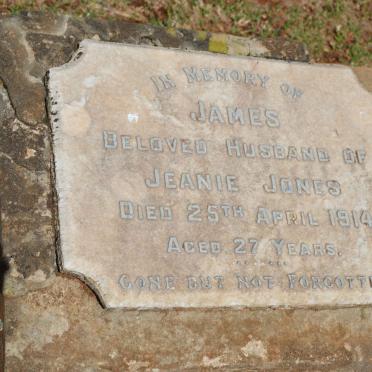 IN MEMORY OF
JAMES
BELOVED HUSBAND OF
JEANIE JONES
DIED 25TH APRIL 1914
AGED 27 YEARS.
GONE BUT NOT FORGOTTE